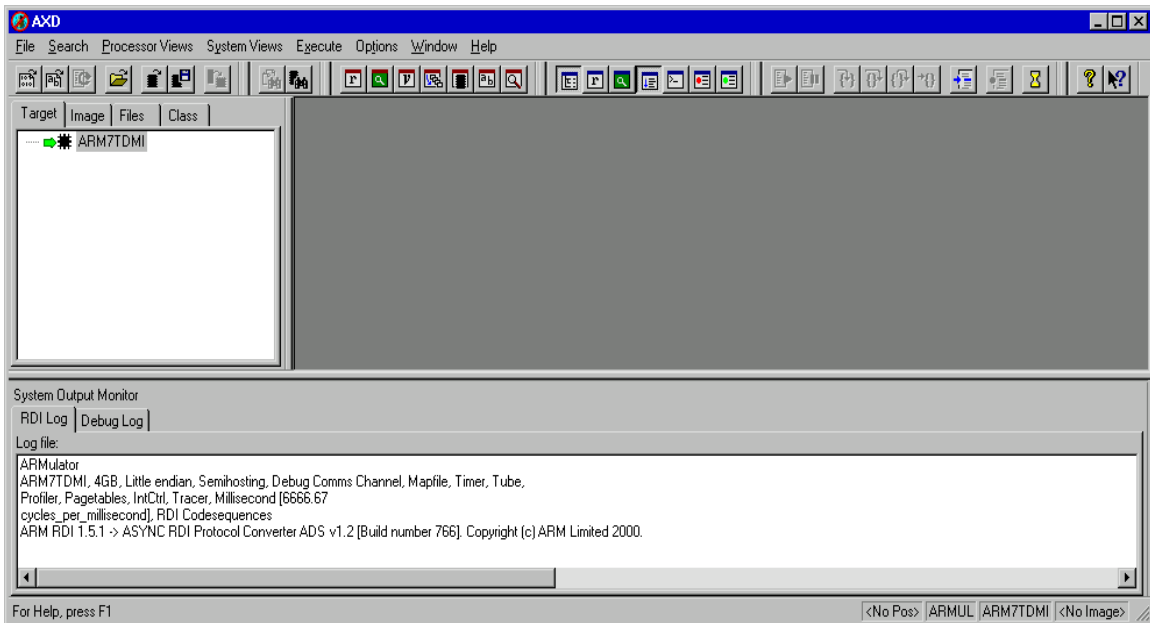 AXD
File Search Processor Views System Views Execute Options Window Help
Target Image Files Class
ARM7TDMI
System Output Monitor
RDI Log Debug Log
Log file:
ARMulator
ARM7TDMI, 4GB, Little endian, Semihosting, Debug Comms Channel, Mapfile, Timer, Tube,
Profiler, Pagetables, IntCtrl, Tracer, Millisecond [6666.67
cycles_per_millisecond], RDI Codesequences
ARM RDI 1.5.1 -> ASYNC RDI Protocol Converter ADS v1.2 [Build number 766]. Copyright (c) ARM Limited 2000.
For Help, press F1 <No Pos> ARMUL ARM7TDMI <No Image>